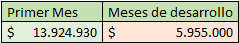 Primer Mes Meses de desarrollo
$ 13.924.930 $ 5.955.000